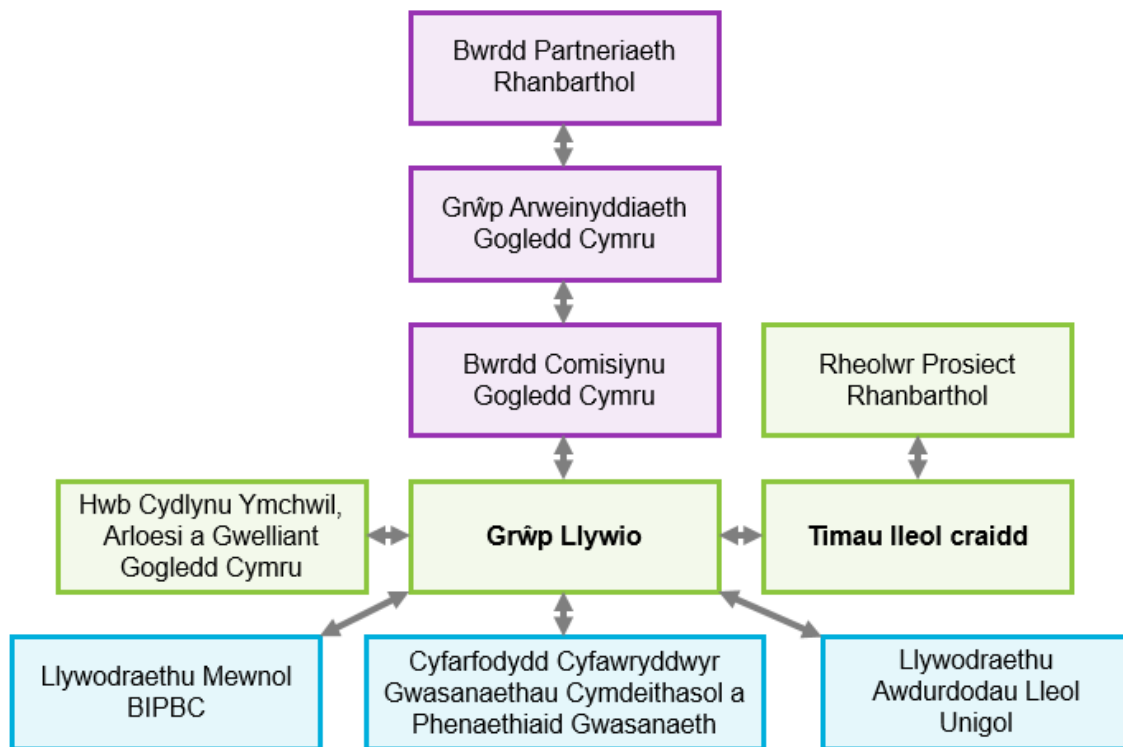 Bwrdd Partneriaeth
Rhanbarthol
Grŵp Arweinyddiaeth
Gogledd Cymru
Bwrdd Comisiynu
Gogledd Cymru
Rheolwr Prosiect
Rhanbarthol
Hwb Cydlynu Ymchwil,
Arloesi a Gwelliant
Gogledd Cymru
Grŵp Llywio
Timau lleol craidd
Llywodraethu Mewnol
BIPBC
Cyfarfodydd Cyfawryddwyr
Gwasanaethau Cymdeithasol a
Phenaethiaid Gwasanaeth
Llywodraethu
Awdurdodau Lleol
Unigol